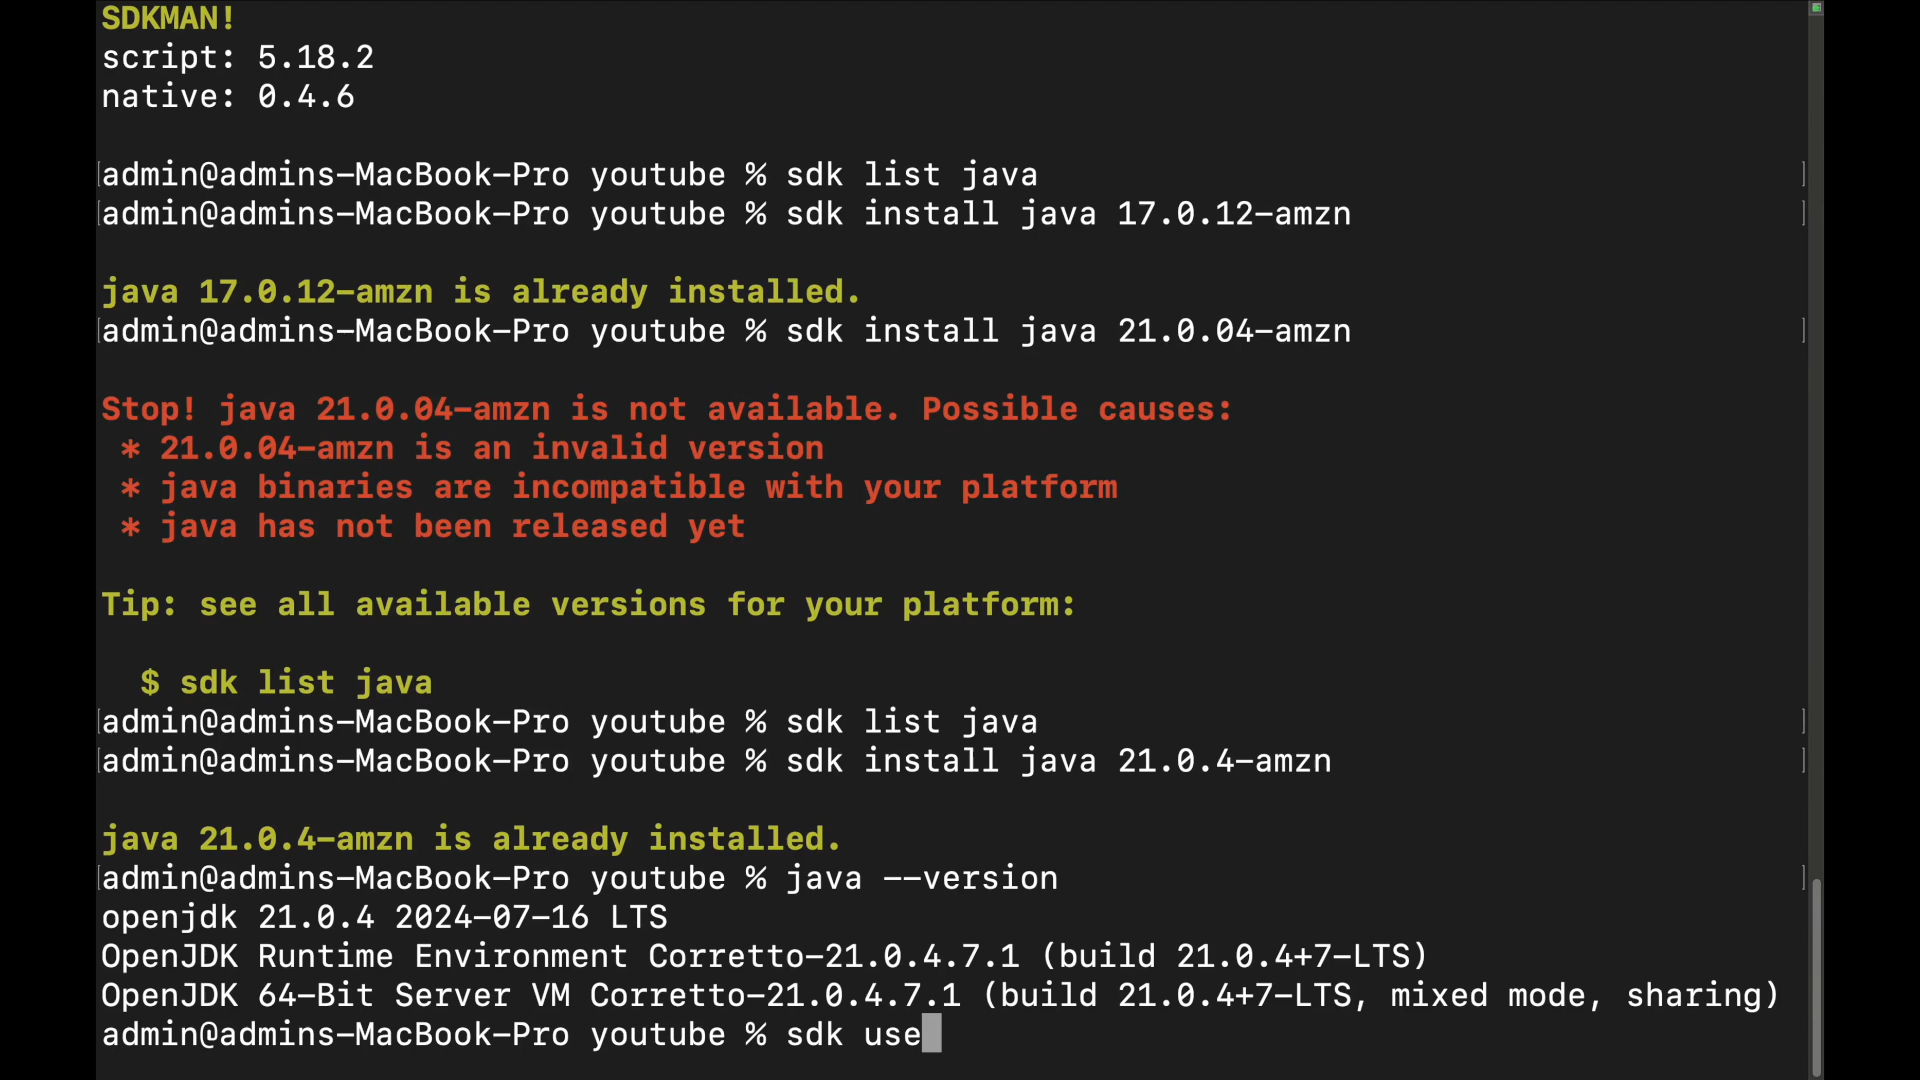 SDKMAN!
script: 5.18.2
native: 0.4.6
[admin@admins-MacBook-Pro youtube % sdk list java ]
[admin@admins-MacBook-Pro youtube % sdk install java 17.0.12-amzn ]
java 17.0.12-amzn is already installed.
[admin@admins-MacBook-Pro youtube % sdk install java 21.0.04-amzn ]
Stop! java 21.0.04-amzn is not available. Possible causes:
* 21.0.04-amzn is an invalid version
* java binaries are incompatible with your platform
* java has not been released yet
Tip: see all available versions for your platform:
$ sdk list java
[admin@admins-MacBook-Pro youtube % sdk list java ]
[admin@admins-MacBook-Pro youtube % sdk install java 21.0.4-amzn ]
java 21.0.4-amzn is already installed.
[admin@admins-MacBook-Pro youtube % java --version ]
openjdk 21.0.4 2024-07-16 LTS
OpenJDK Runtime Environment Corretto-21.0.4.7.1 (build 21.0.4+7-LTS)
OpenJDK 64-Bit Server VM Corretto-21.0.4.7.1 (build 21.0.4+7-LTS, mixed mode, sharing)
admin@admins-MacBook-Pro youtube % sdk use